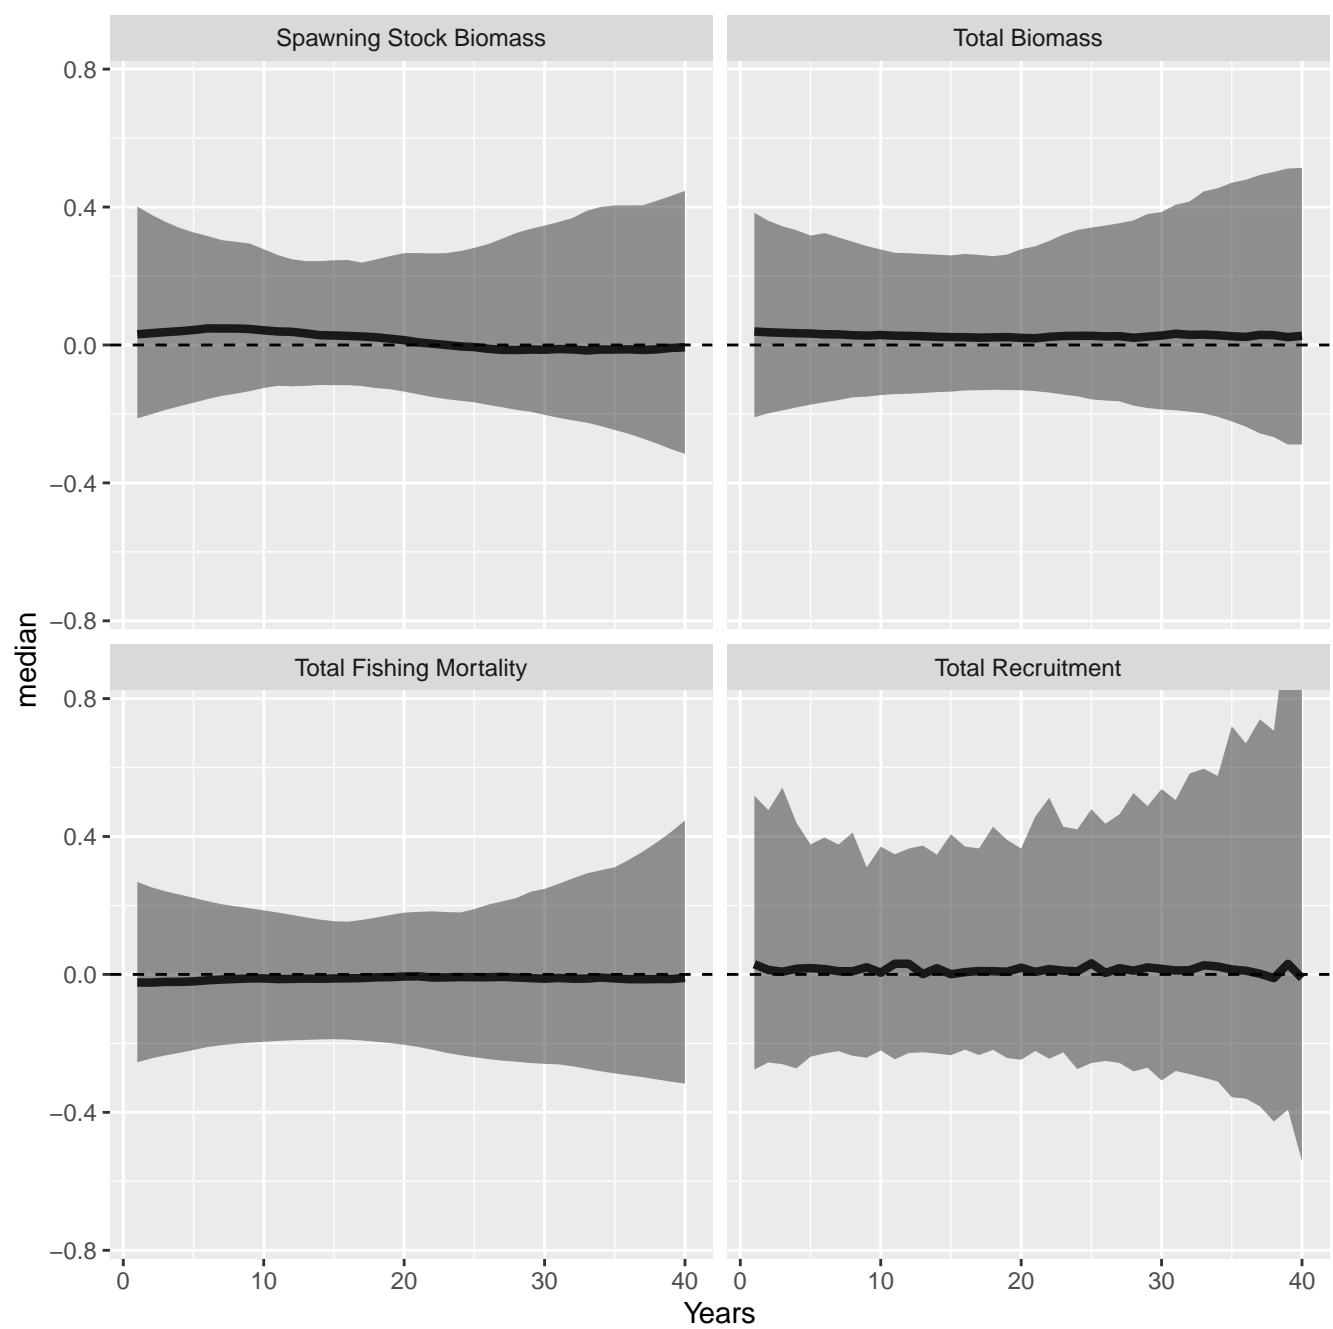 Spawning Stock Biomass
Total Biomass
0.8
0.4
0.0
−0.4
−0.8
median
Total Fishing Mortality
Total Recruitment
0.8
0.4
0.0
−0.4
−0.8
0 10 20 30 40
0 10 20 30 40
Years